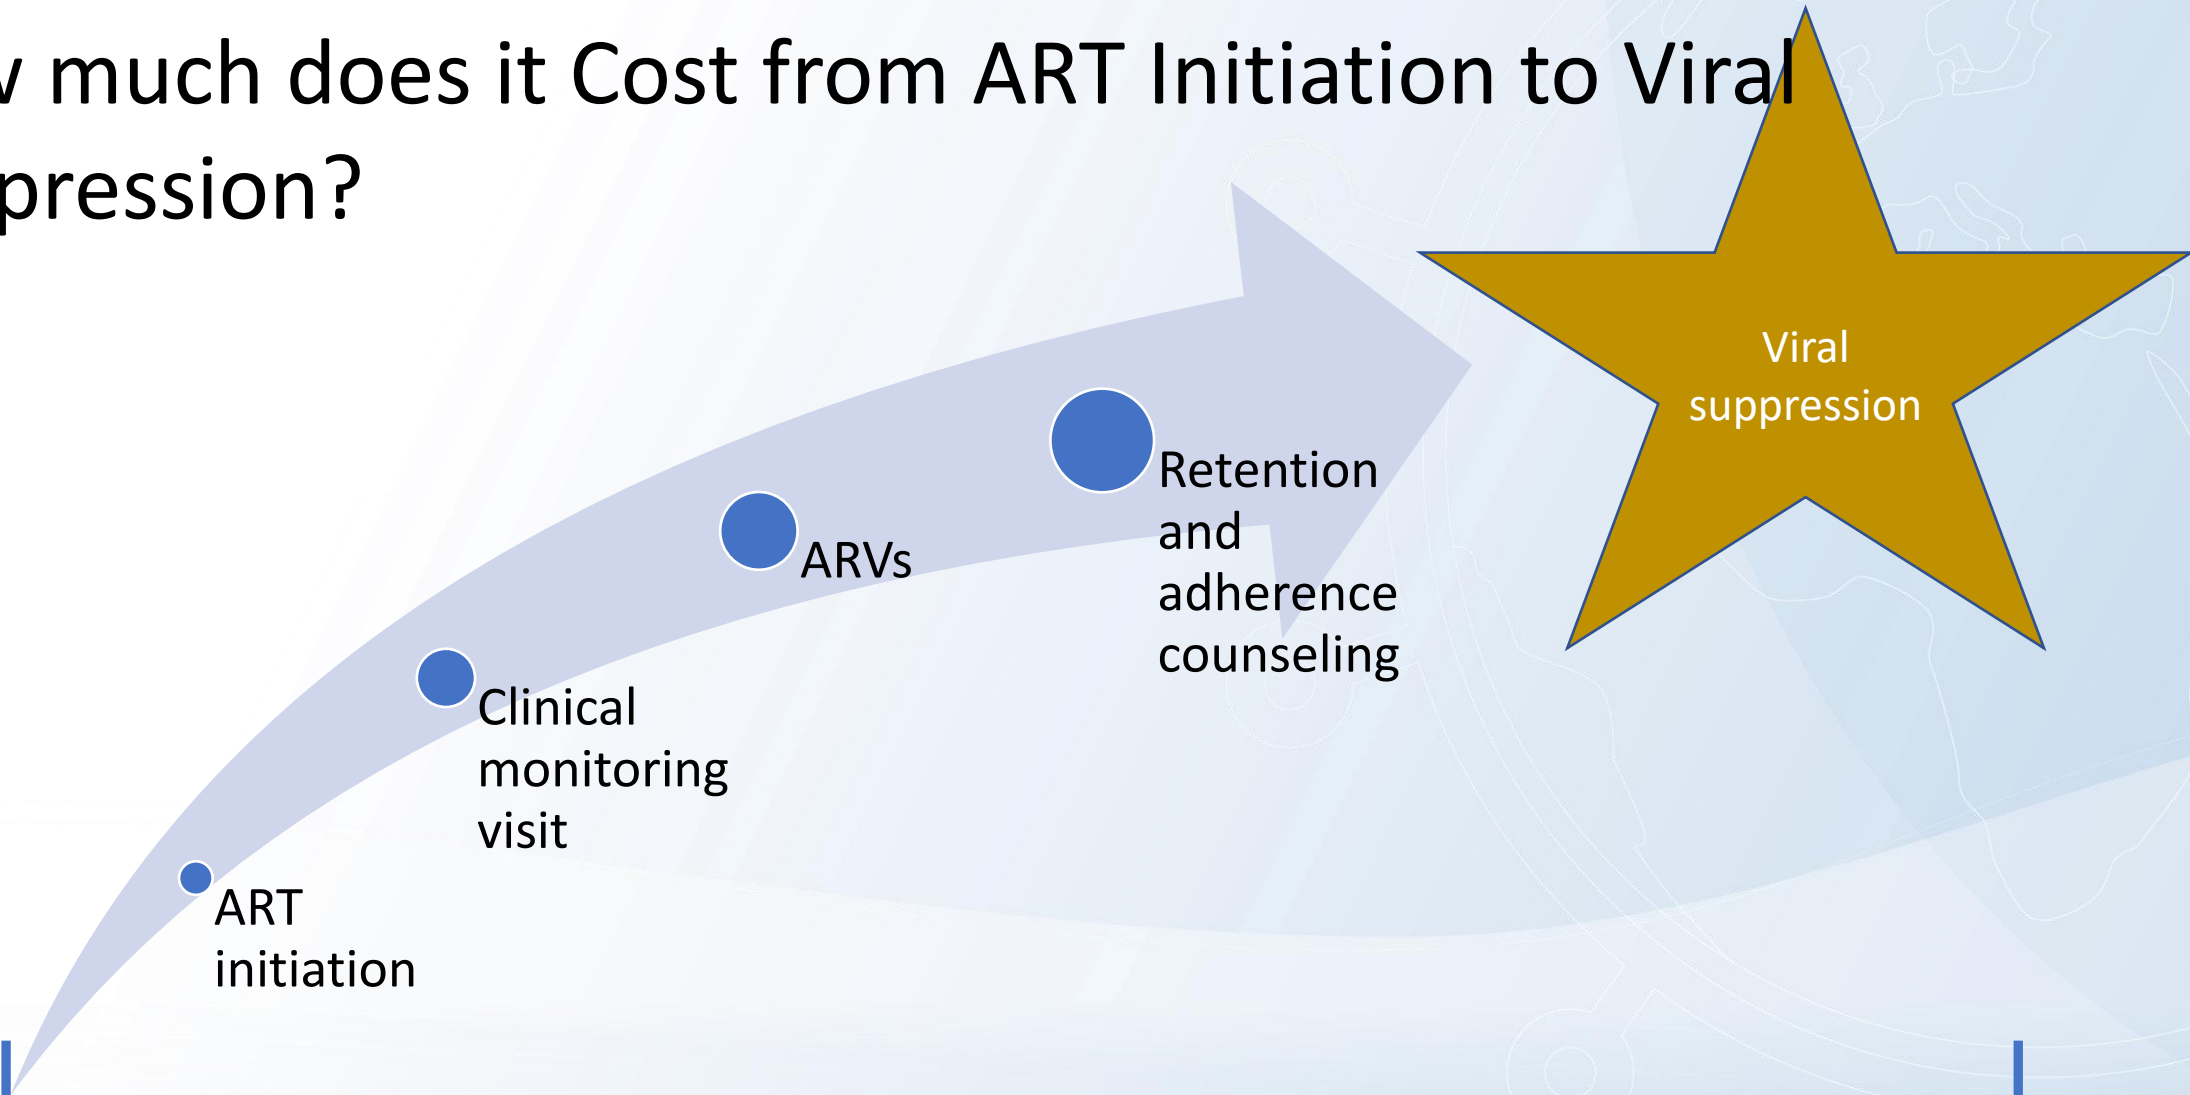 w much does it Cost from ART Initiation to Viral
pression?
Viral
suppression
Retention
and
adherence
counseling
ARVs
Clinical
monitoring
visit
ART
initiation